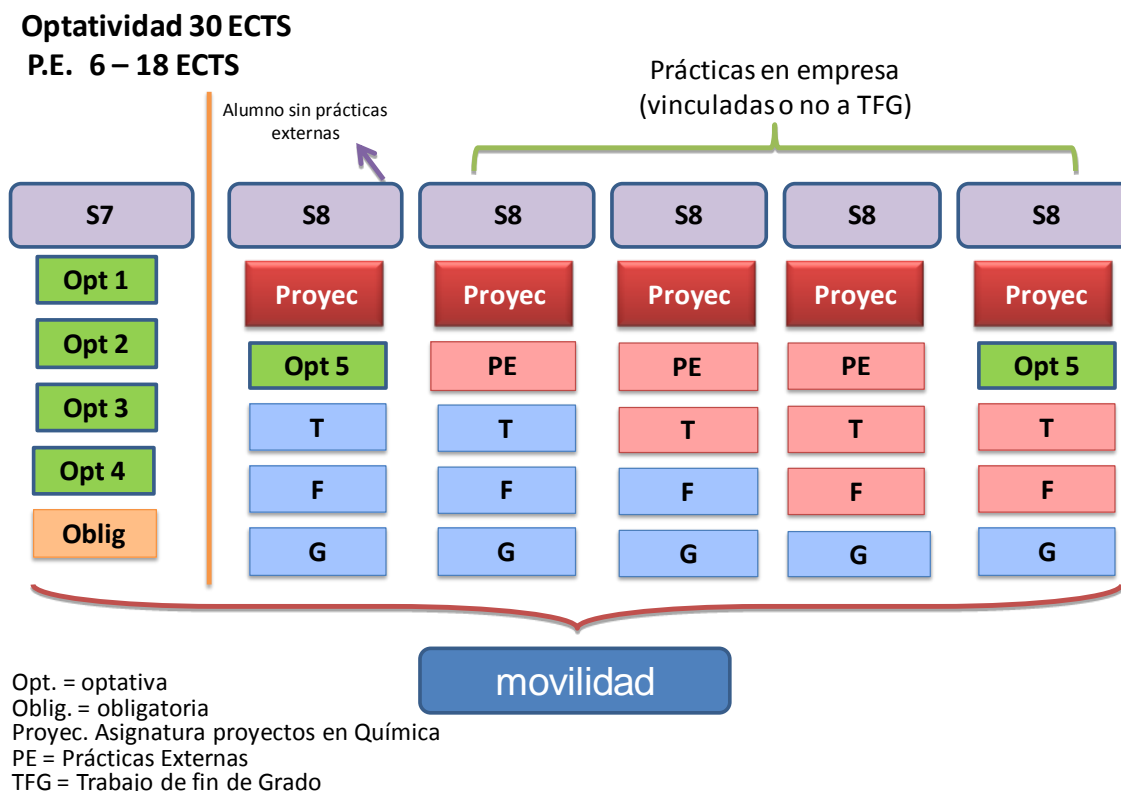 Optatividad 30 ECTS
P.E. 6 – 18 ECTS
Alumno sin prácticas
externas
Prácticas en empresa
(vinculadas o no a TFG)
S7
Opt 1
Opt 2
Opt 3
Opt 4
Oblig
S8
Proyec
Opt 5
T
F
G
S8
Proyec
PE
T
F
G
S8
Proyec
PE
T
F
G
S8
Proyec
PE
T
F
G
S8
Proyec
Opt 5
T
F
G
movilidad
Opt. = optativa
Oblig. = obligatoria
Proyec. Asignatura proyectos en Química
PE = Prácticas Externas
TFG = Trabajo de fin de Grado